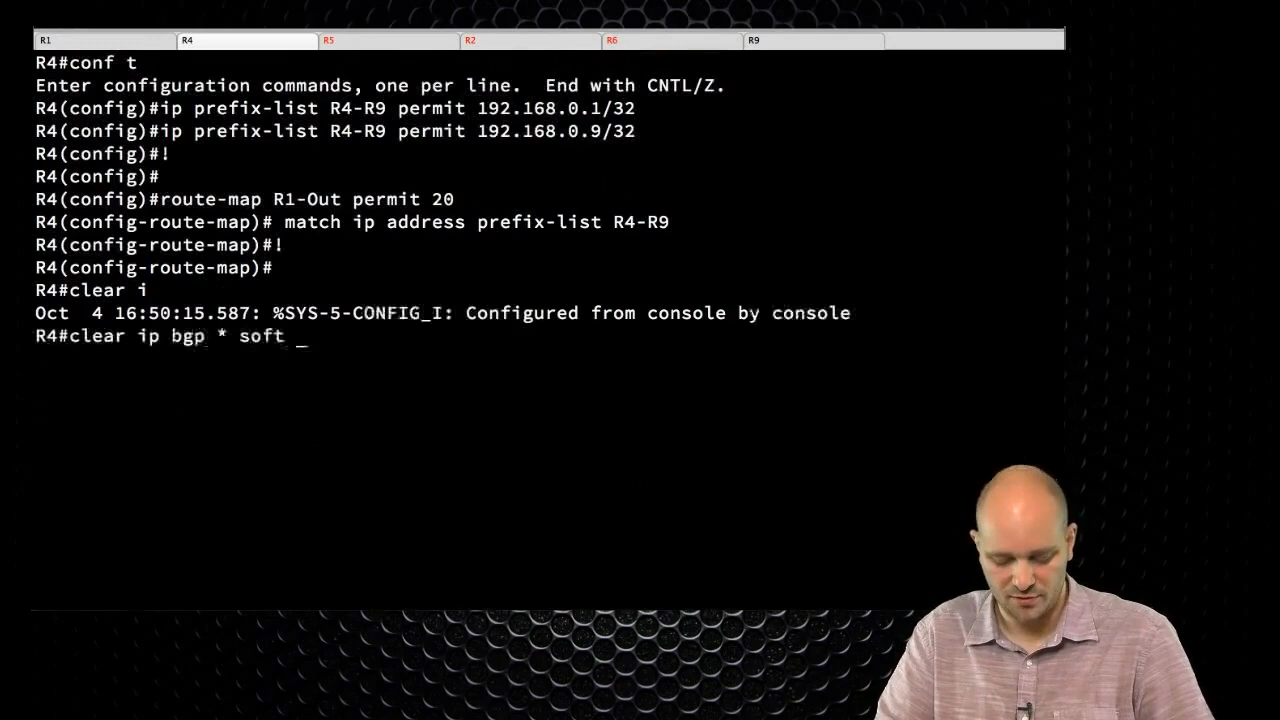 R1 R4 R5 R2 R6 R9
R4#conf t
Enter configuration commands, one per line.  End with CNTL/Z.
R4(config)#ip prefix-list R4-R9 permit 192.168.0.1/32
R4(config)#ip prefix-list R4-R9 permit 192.168.0.9/32
R4(config)#!
R4(config)#
R4(config)#route-map R1-Out permit 20
R4(config-route-map)# match ip address prefix-list R4-R9
R4(config-route-map)#!
R4(config-route-map)#
R4#clear i
Oct  4 16:50:15.587: %SYS-5-CONFIG_I: Configured from console by console
R4#clear ip bgp * soft _